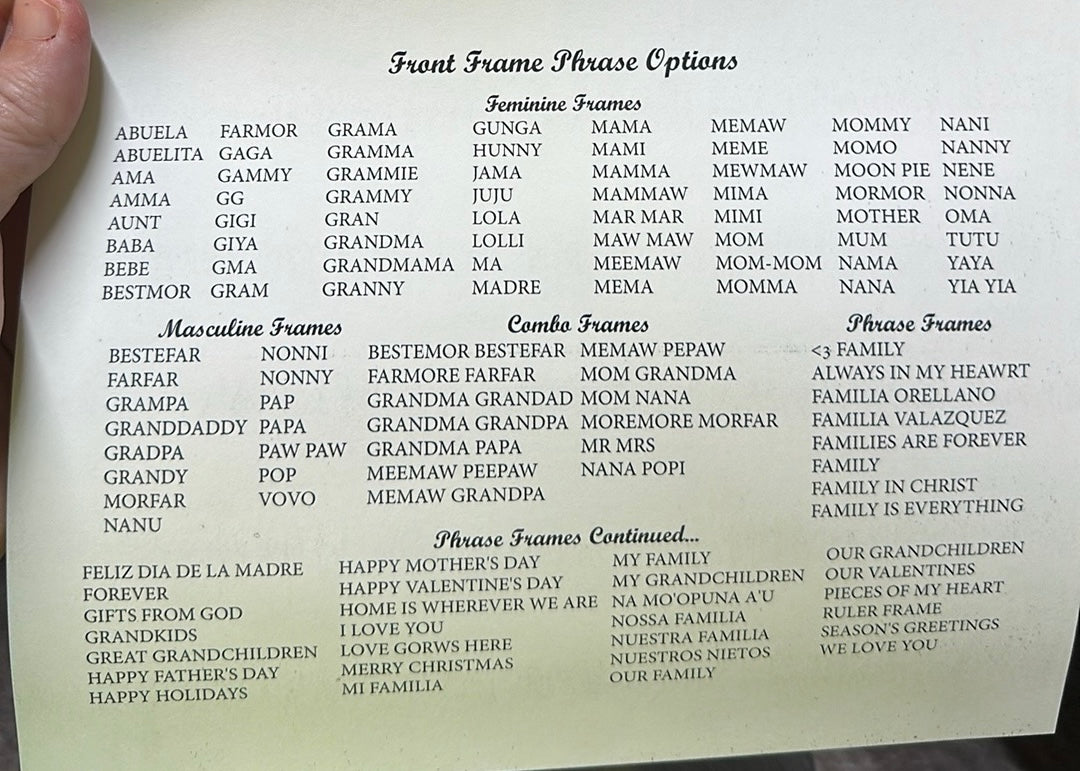 Front Frame Phrase Options
Feminine Frames
ABUELA FARMOR GRAMA GUNGA MAMA MEMAW MOMMY NANI
ABUELITA GAGA GRAMMA HUNNY MAMI MEME MOMO NANNY
AMA GAMMY GRAMMIE JAMA MAMMA MEWMAW MOON PIE NENE
AMMA GG GRAMMY JUJU MAMMAW MIMA MORMOR NONNA
AUNT GIGI GRAN LOLA MAR MAR MIMI MOTHER OMA
BABA GIYA GRANDMA LOLLI MAW MAW MOM MUM TUTU
BEBE GMA GRANDMAMA MA MEEMAW MOM-MOM NAMA YAYA
BESTMOR GRAM GRANNY MADRE MEMA MOMMA NANA YIA YIA
Masculine Frames Combo Frames Phrase Frames
BESTEFAR NONNI BESTEMOR BESTEFAR MEMAW PEPAW <3 FAMILY
FARFAR NONNY FARMORE FARFAR MOM GRANDMA ALWAYS IN MY HEAWRT
GRAMPA PAP GRANDMA GRANDAD MOM NANA FAMILIA ORELLANO
GRANDDADDY PAPA GRANDMA GRANDPA MOREMORE MORFAR FAMILIA VALAZQUEZ
GRADPA PAW PAW GRANDMA PAPA MR MRS FAMILIES ARE FOREVER
GRANDY POP MEEMAW PEEPAW NANA POPI FAMILY
MORFAR VOVO MEMAW GRANDPA FAMILY IN CHRIST
NANU FAMILY IS EVERYTHING
Phrase Frames Continued...
FELIZ DIA DE LA MADRE HAPPY MOTHER'S DAY MY FAMILY OUR GRANDCHILDREN
FOREVER HAPPY VALENTINE'S DAY MY GRANDCHILDREN OUR VALENTINES
GIFTS FROM GOD HOME IS WHEREVER WE ARE NA MO'OPUNA A'U PIECES OF MY HEART
GRANDKIDS I LOVE YOU NOSSA FAMILIA RULER FRAME
GREAT GRANDCHILDREN LOVE GORWS HERE NUESTRA FAMILIA SEASON'S GREETINGS
HAPPY FATHER'S DAY MERRY CHRISTMAS NUESTROS NIETOS WE LOVE YOU
HAPPY HOLIDAYS MI FAMILIA OUR FAMILY